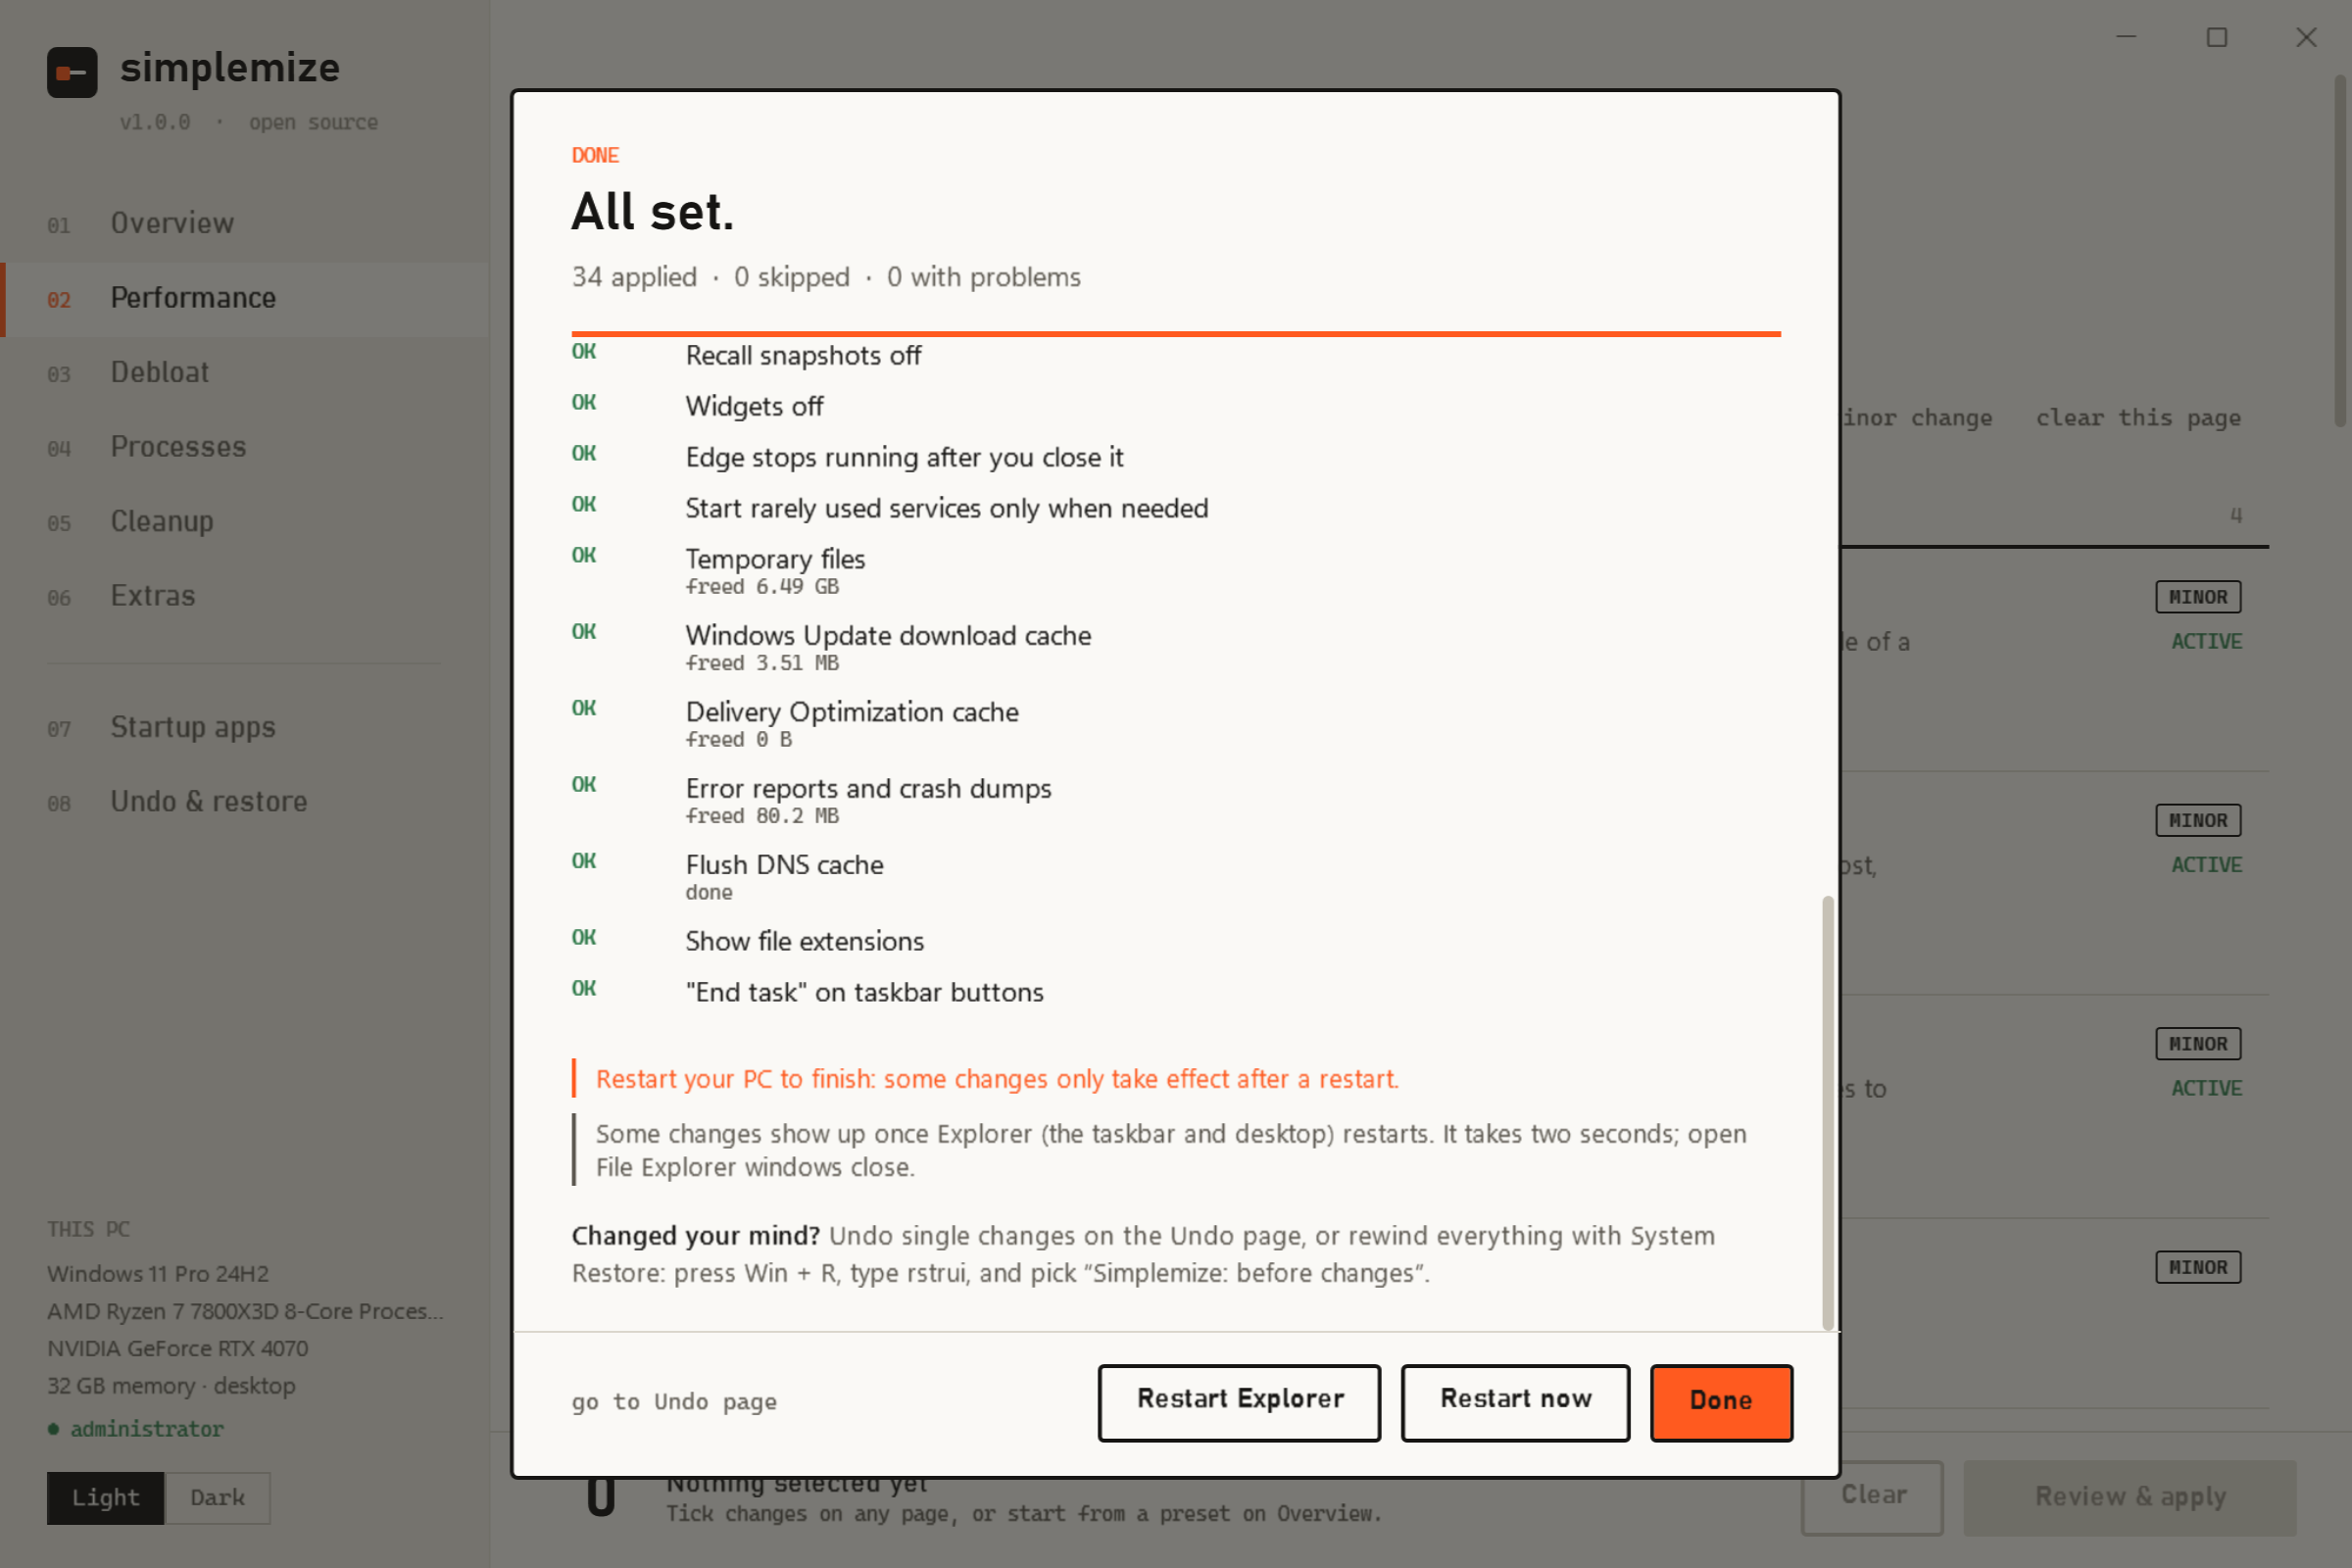 simplemize
v1.0.0 · open source
01 Overview
02 Performance
03 Debloat
04 Processes
05 Cleanup
06 Extras
07 Startup apps
08 Undo & restore
THIS PC
Windows 11 Pro 24H2
AMD Ryzen 7 7800X3D 8-Core Proces...
NVIDIA GeForce RTX 4070
32 GB memory · desktop
administrator
Light Dark
DONE
All set.
34 applied · 0 skipped · 0 with problems
OK Recall snapshots off
OK Widgets off
OK Edge stops running after you close it
OK Start rarely used services only when needed
OK Temporary files
freed 6.49 GB
OK Windows Update download cache
freed 3.51 MB
OK Delivery Optimization cache
freed 0 B
OK Error reports and crash dumps
freed 80.2 MB
OK Flush DNS cache
done
OK Show file extensions
OK "End task" on taskbar buttons
Restart your PC to finish: some changes only take effect after a restart.
Some changes show up once Explorer (the taskbar and desktop) restarts. It takes two seconds; open
File Explorer windows close.
Changed your mind? Undo single changes on the Undo page, or rewind everything with System
Restore: press Win + R, type rstrui, and pick “Simplemize: before changes”.
go to Undo page
Restart Explorer
Restart now
Done
change clear this page
4
MINOR
of a
ACTIVE
MINOR
ACTIVE
MINOR
to
ACTIVE
MINOR
0 Nothing selected yet
Tick changes on any page, or start from a preset on Overview.
Clear
Review & apply